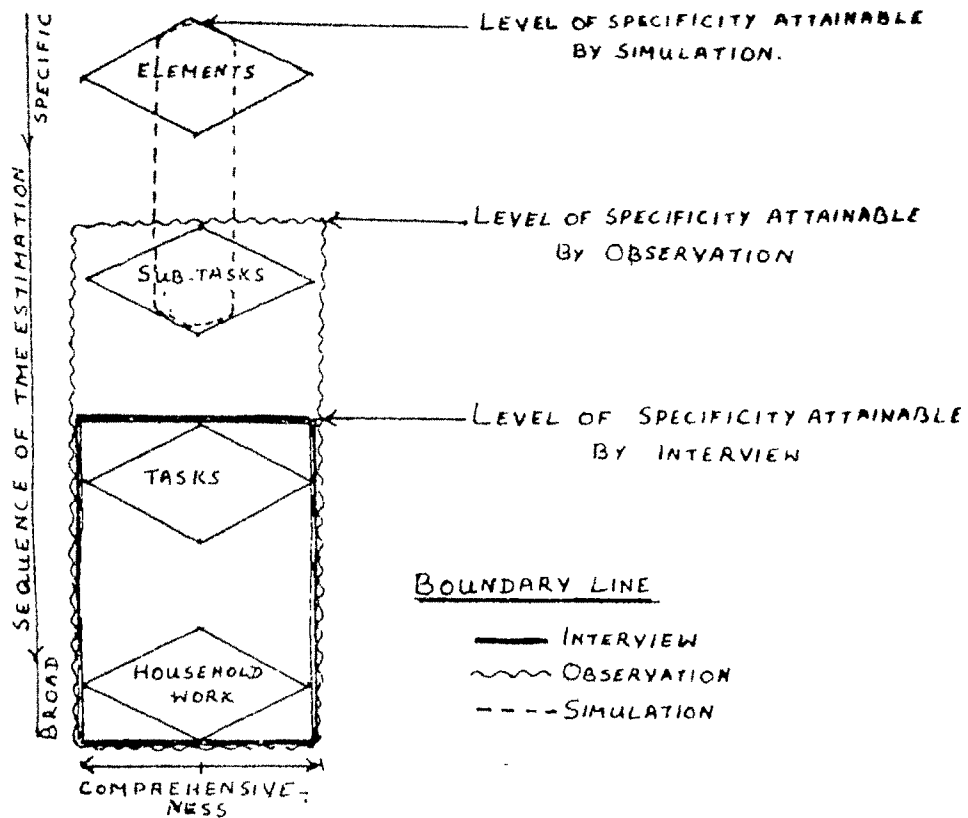 LEVEL OF SPECIFICITY ATTAINABLE
BY SIMULATION.
SPECIFIC
ELEMENTS
SEQUENCE OF TIME ESTIMATION
LEVEL OF SPECIFICITY ATTAINABLE
BY OBSERVATION
SUB-TASKS
LEVEL OF SPECIFICITY ATTAINABLE
BY INTERVIEW
TASKS
BOUNDARY LINE
INTERVIEW
OBSERVATION
SIMULATION
HOUSEHOLD
WORK
BROAD
COMPREHENSIVE-
NESS